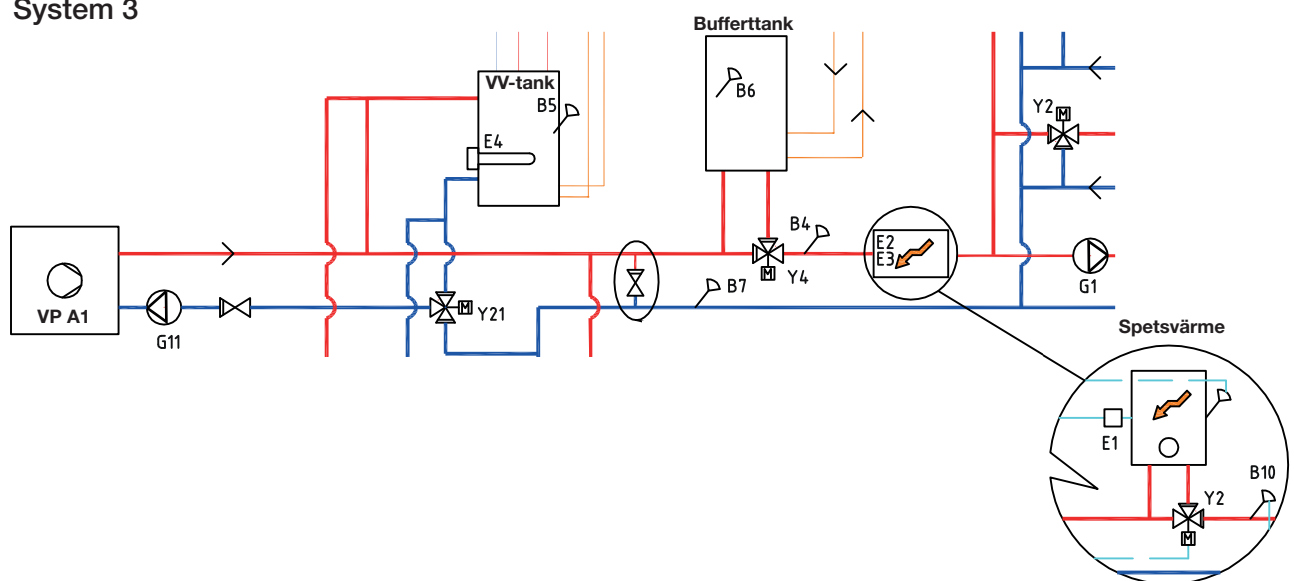 System 3
Bufferttank
VV-tank
B5
E4
B6
Y2
M
B4
E2
E3
M
Y4
G1
B7
VP A1
G11
M
Y21
Spetsvärme
E1
B10
Y2
M